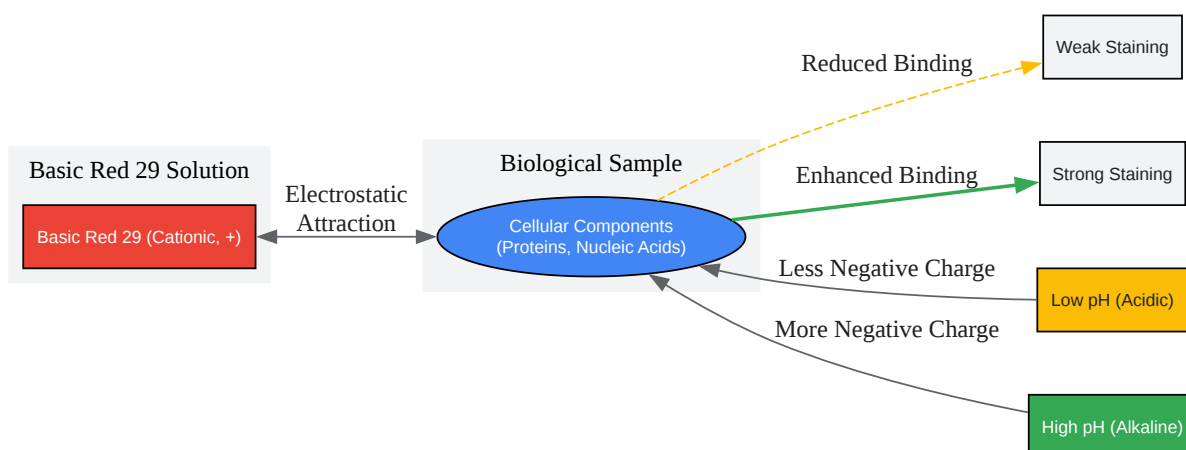 Basic Red 29 Solution
Basic Red 29 (Cationic, +)
Electrostatic
Attraction
Biological Sample
Cellular Components
(Proteins, Nucleic Acids)
Reduced Binding
Weak Staining
Enhanced Binding
Strong Staining
Less Negative Charge
Low pH (Acidic)
More Negative Charge
High pH (Alkaline)